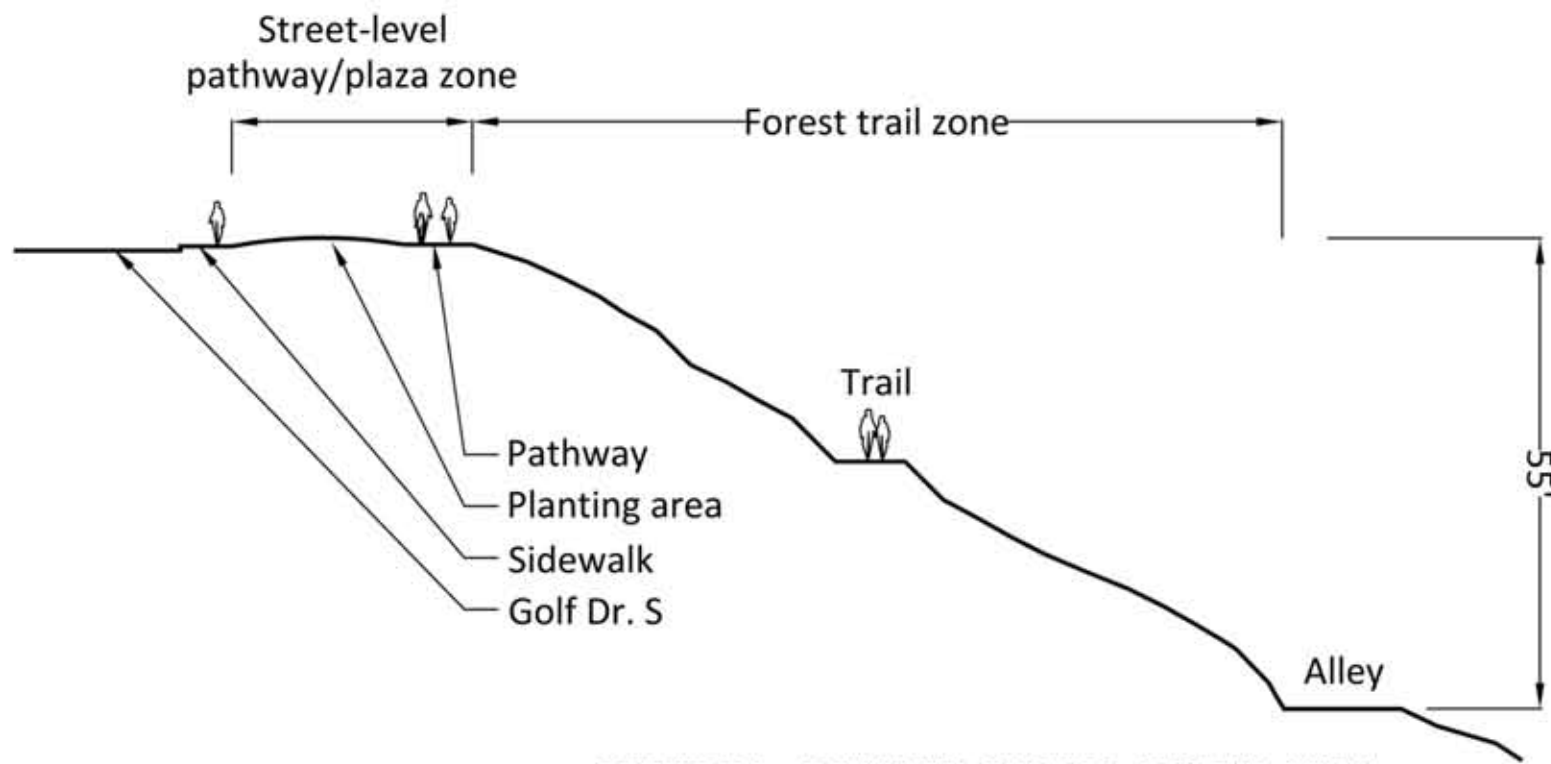 Street-level
pathway/plaza zone
Forest trail zone
Trail
55'
Pathway
Planting area
Sidewalk
Golf Dr. S
Alley